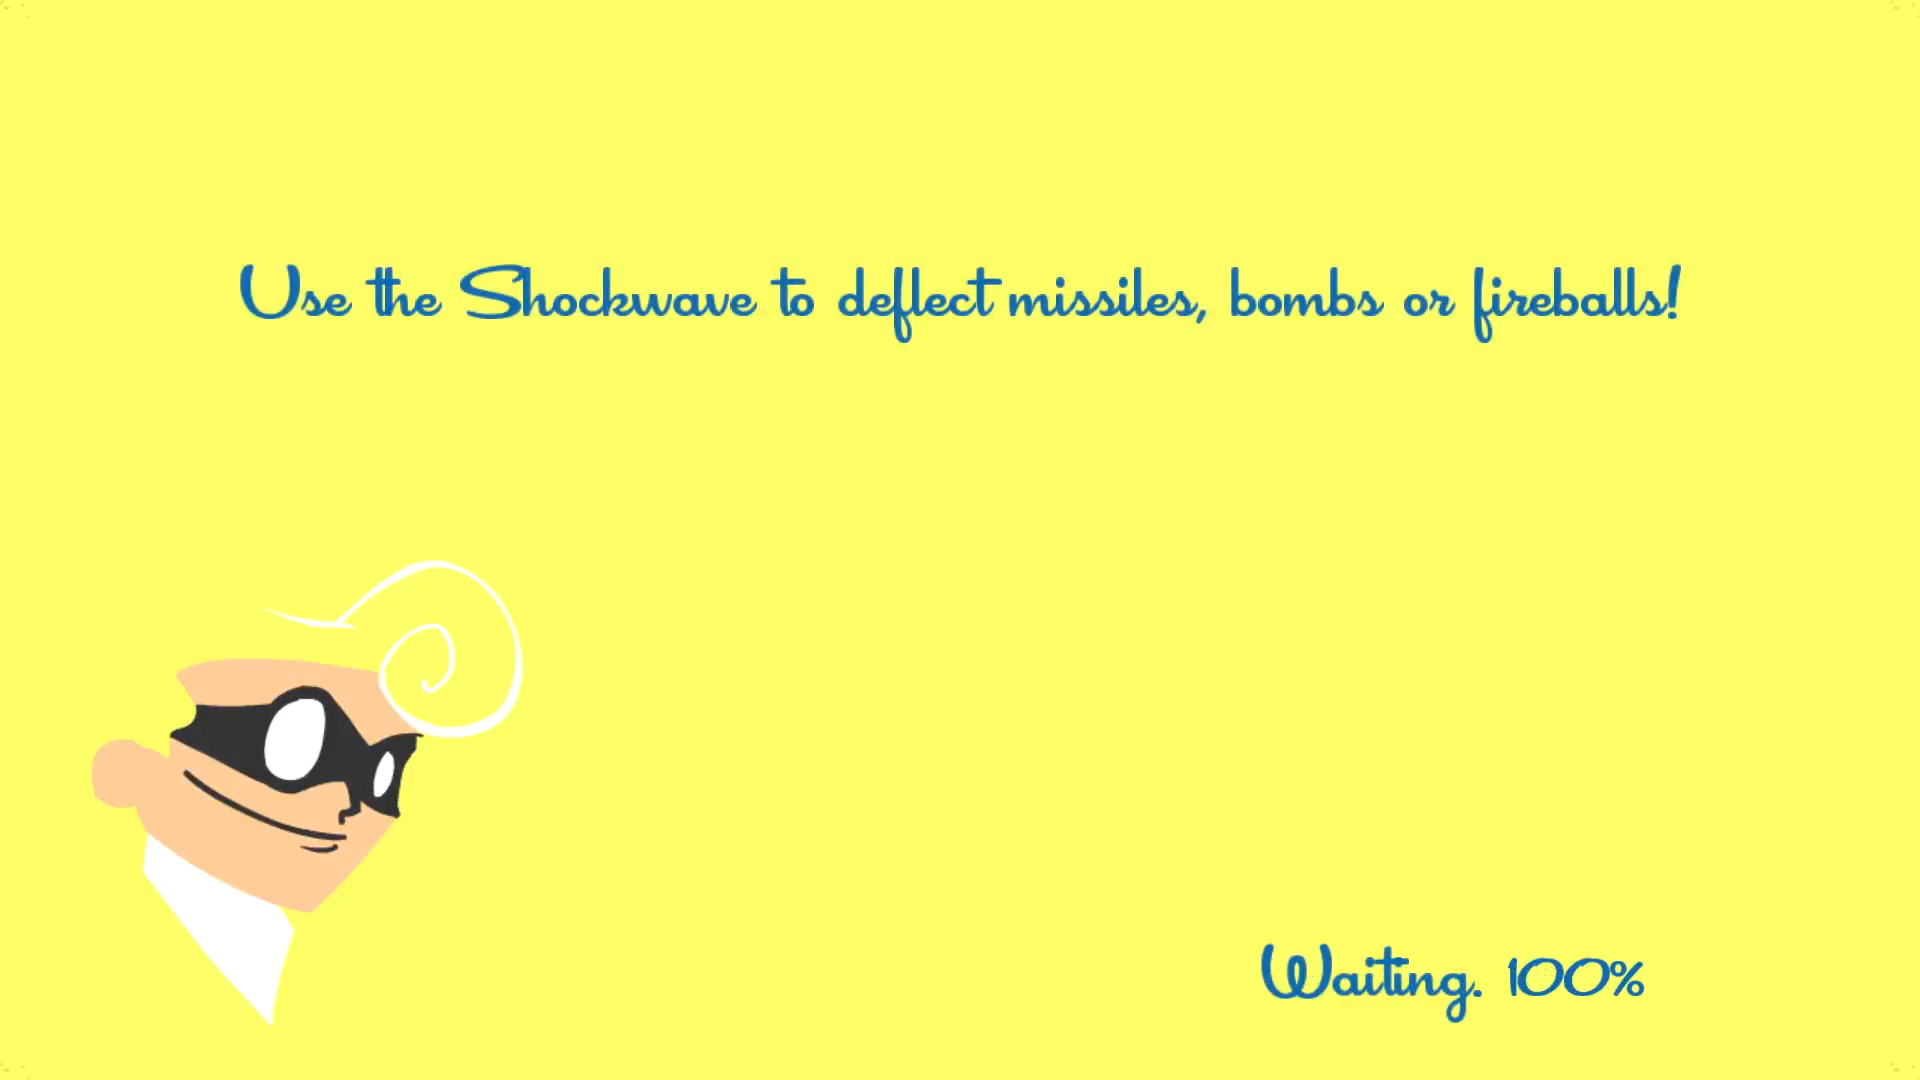 Use the Shockwave to deflect missiles, bombs or fireballs!
Waiting. 100%